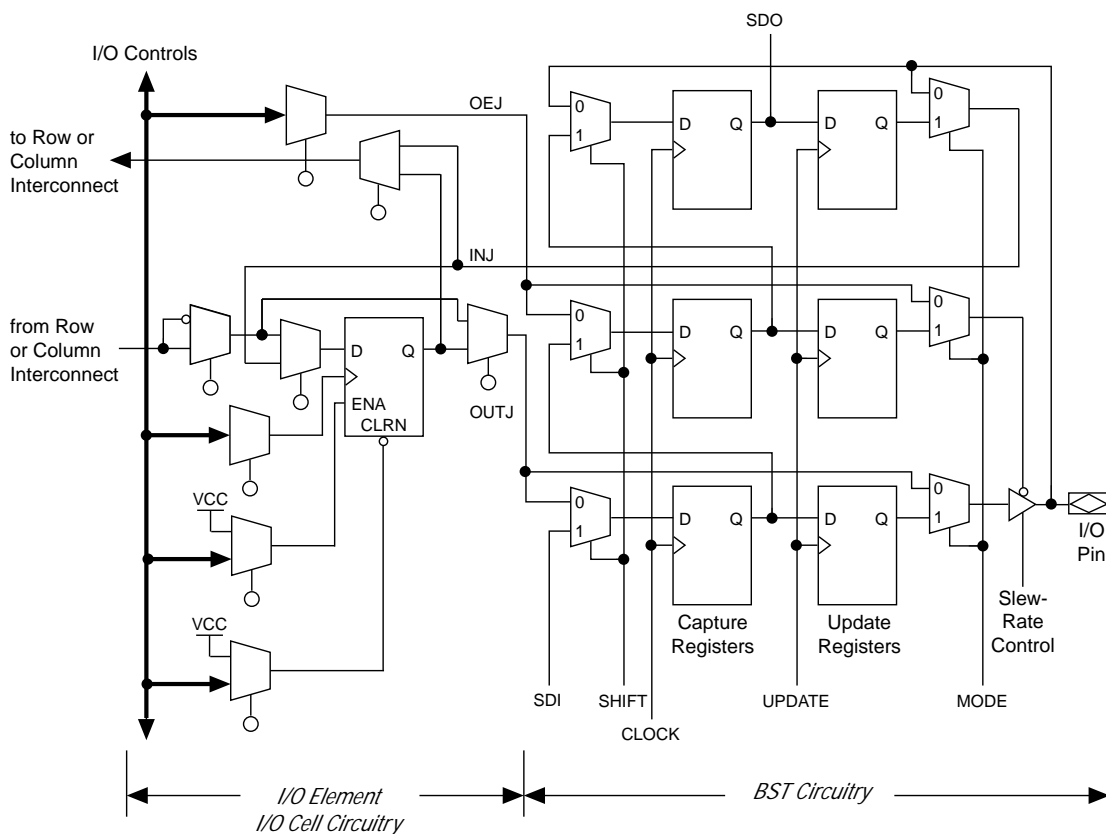 SDO
I/O Controls
OEJ
0
1
D
Q
D
Q
0
1
to Row or
Column
Interconnect
INJ
from Row
or Column
Interconnect
D
Q
ENA
CLRN
OUTJ
0
1
D
Q
D
Q
0
1
VCC
0
1
D
Q
D
Q
0
1
I/O
Pin
VCC
Capture
Registers
Update
Registers
Slew-
Rate
Control
SDI
SHIFT
CLOCK
UPDATE
MODE
I/O Element
I/O Cell Circuitry
BST Circuitry